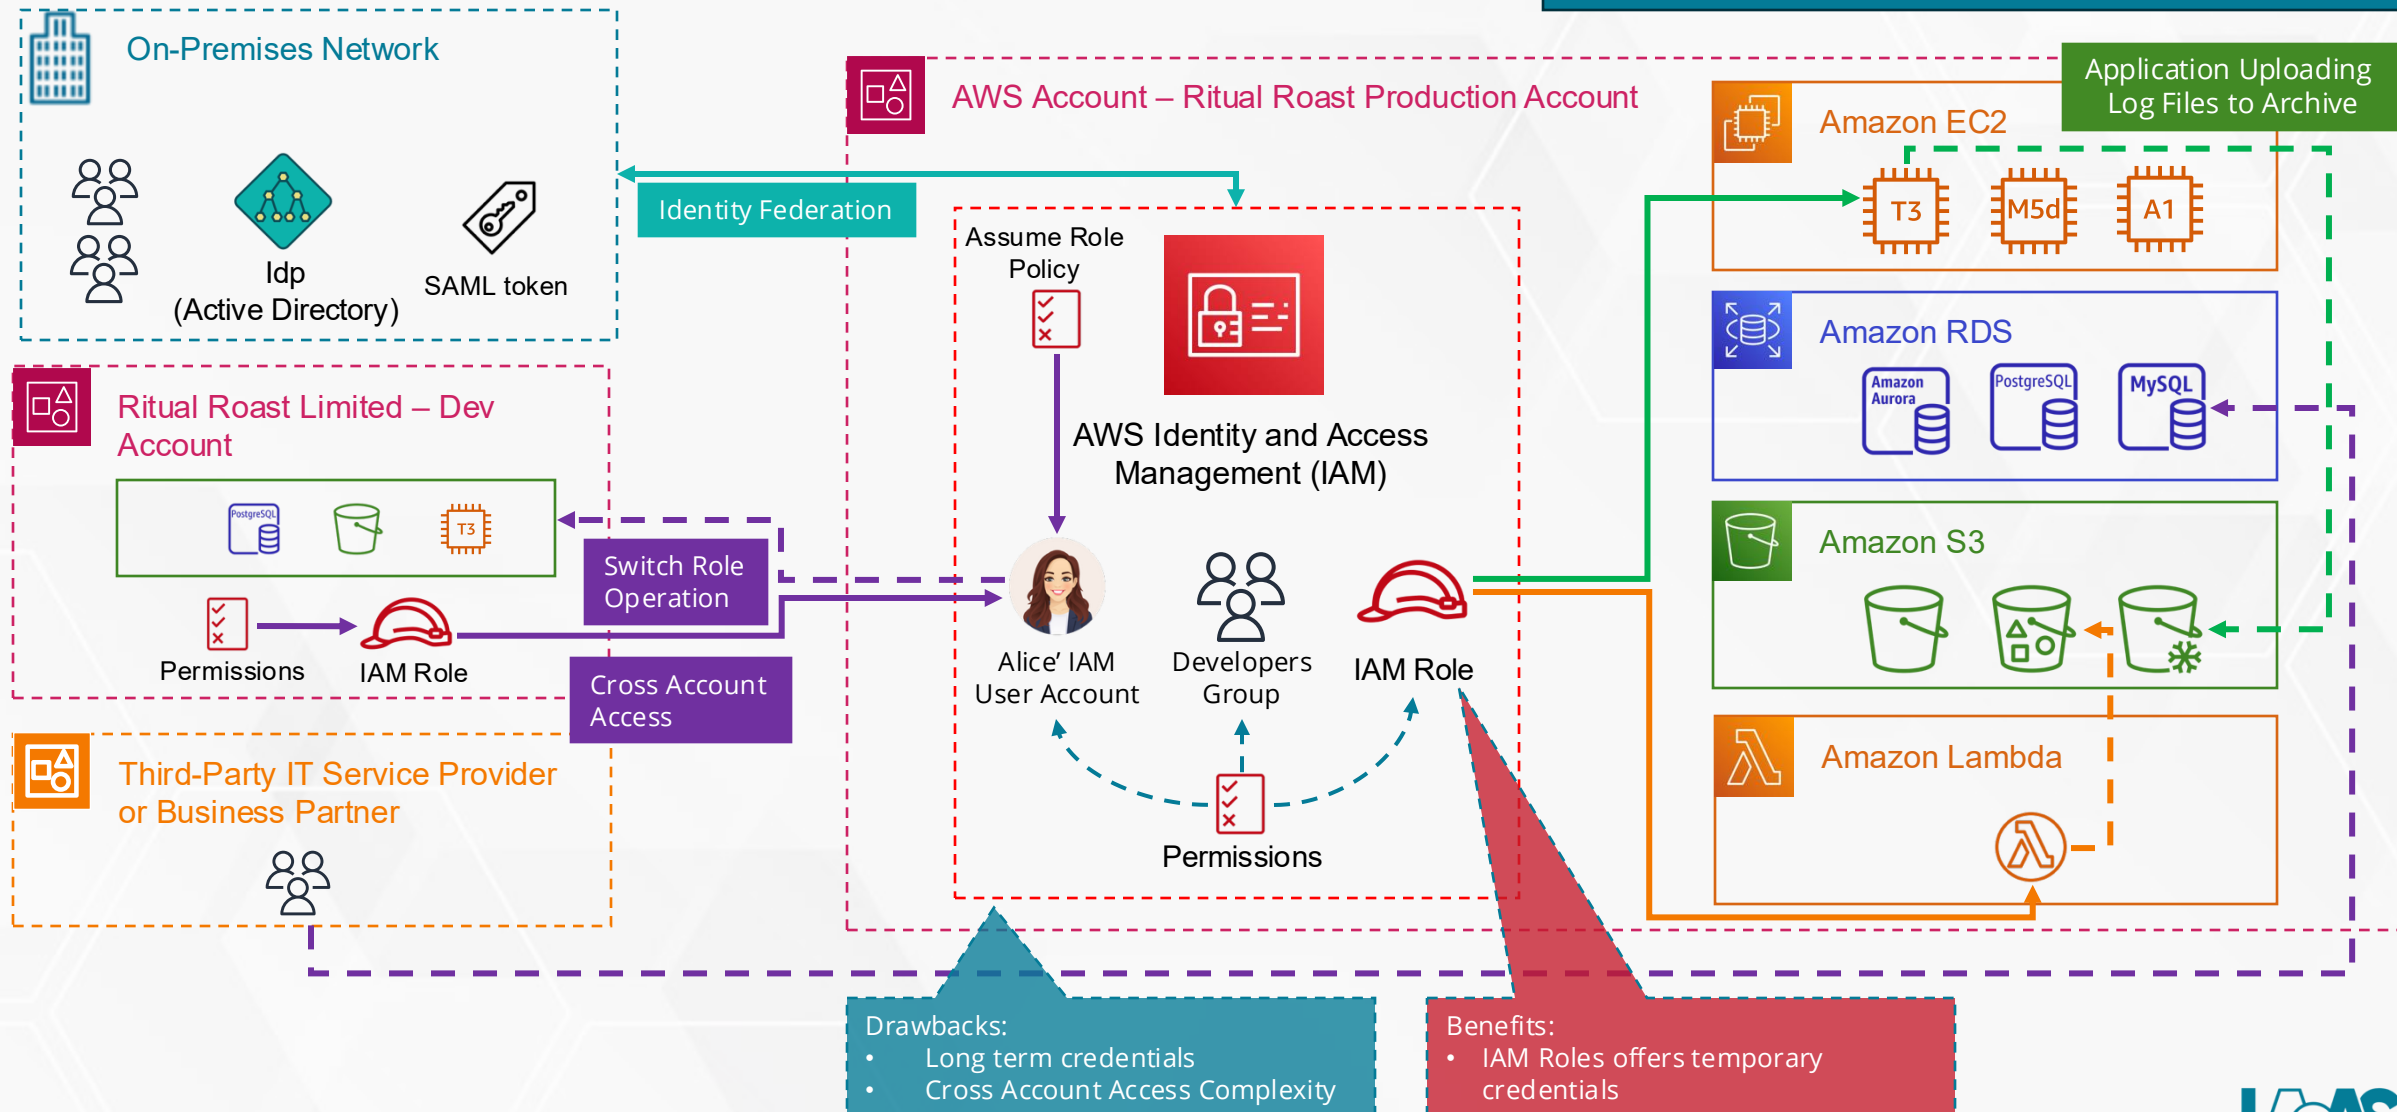 On-Premises Network
Idp
(Active Directory)
SAML token
Identity Federation
AWS Account – Ritual Roast Production Account
Application Uploading
Log Files to Archive
Amazon EC2
T3
M5d
A1
Assume Role
Policy
AWS Identity and Access
Management (IAM)
Amazon RDS
Amazon
Aurora
PostgreSQL
MySQL
Ritual Roast Limited – Dev
Account
PostgreSQL
T3
Switch Role
Operation
Permissions
IAM Role
Cross Account
Access
Alice’ IAM
User Account
Developers
Group
IAM Role
Permissions
Amazon S3
Amazon Lambda
Third-Party IT Service Provider
or Business Partner
Drawbacks:
• Long term credentials
• Cross Account Access Complexity
Benefits:
• IAM Roles offers temporary
credentials